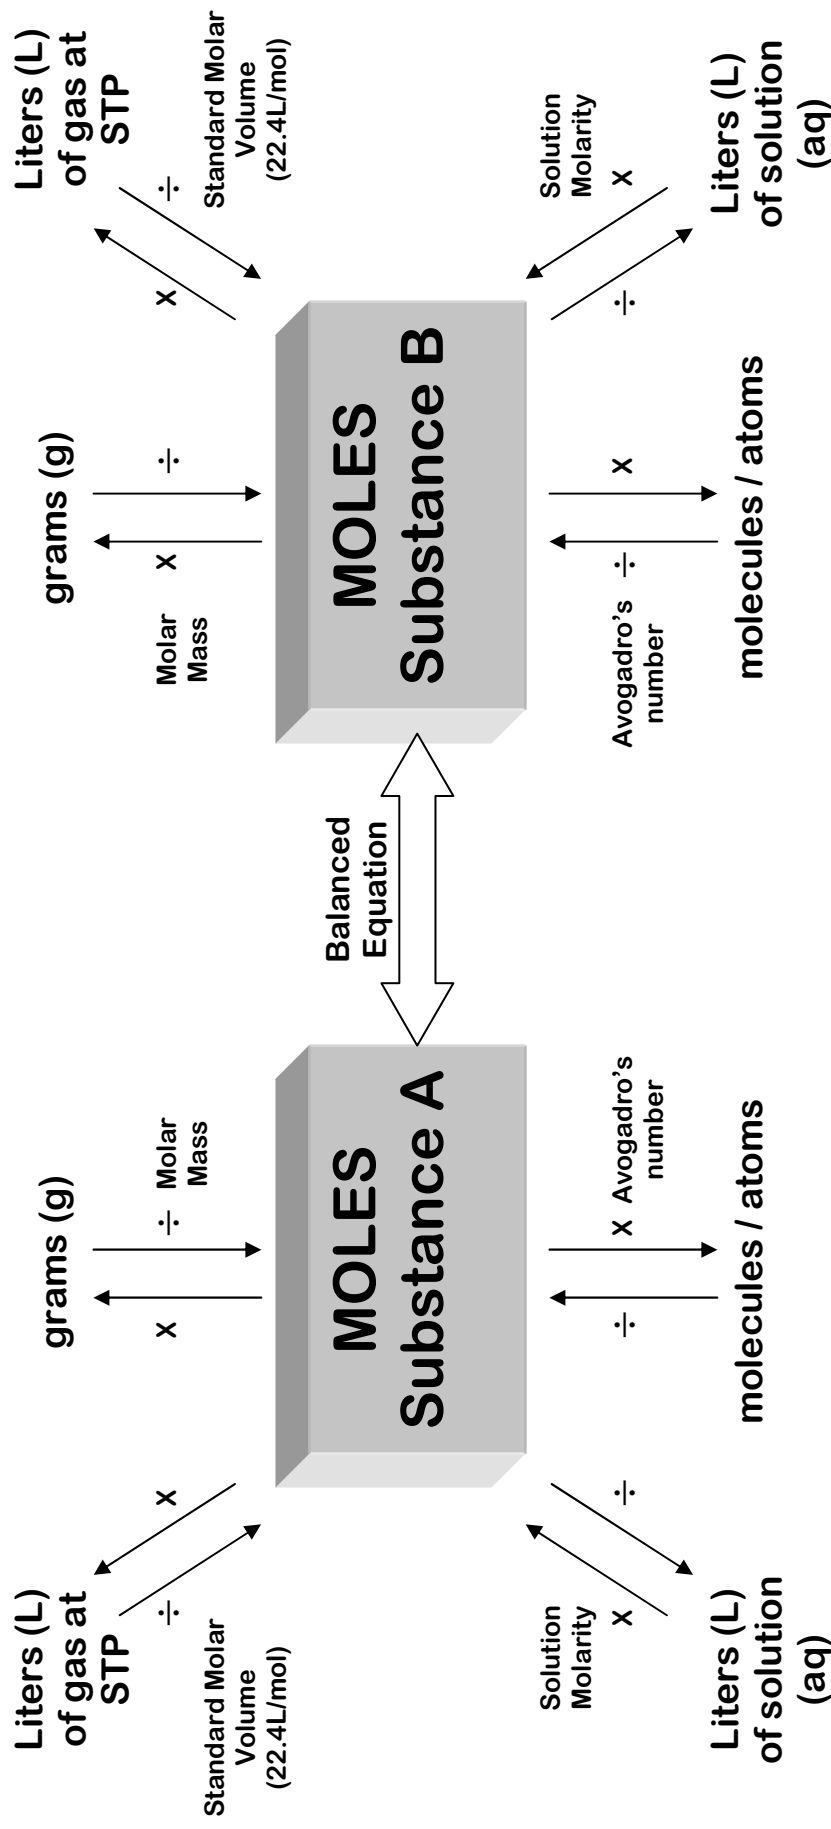 Liters (L)
of gas at
STP
÷
x
Standard Molar
Volume
(22.4L/mol)
grams (g)
x
÷
Molar
Mass
MOLES
Substance A
Solution
Molarity
x
÷
Liters (L)
of solution
(aq)
÷
x
Avogadro's
number
molecules / atoms
Balanced
Equation
grams (g)
Molar
Mass
x
÷
Liters (L)
of gas at
STP
x
÷
Standard Molar
Volume
(22.4L/mol)
MOLES
Substance B
Avogadro's
number
÷
x
molecules / atoms
Solution
Molarity
÷
x
Liters (L)
of solution
(aq)